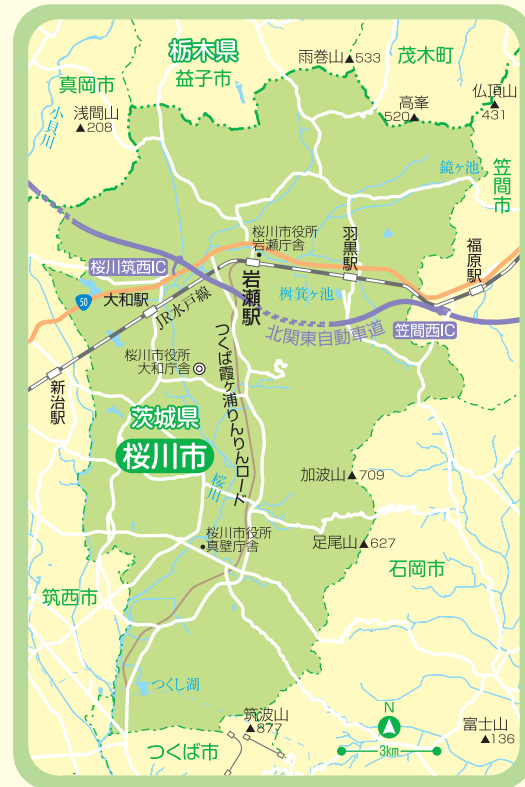 栃木県
益子市
雨巻山▲533
茂木町
真岡市
浅間山
▲208
小貝川
高峯
520▲
仏頂山
▲
431
鏡ヶ池
笠間市
桜川市役所
岩瀬庁舎
羽黒駅
福原駅
桜川筑西IC
岩瀬駅
桝箕ヶ池
50
大和駅
JR水戸線
北関東自動車道
笠間西IC
桜川市役所
大和庁舎
新治駅
つくば霞ヶ浦りんりんロード
茨城県
桜川市
桜川
加波山▲709
桜川市役所
真壁庁舎
足尾山▲627
石岡市
筑西市
つくし湖
筑波山
▲877
つくば市
N
3km
富士山
▲136